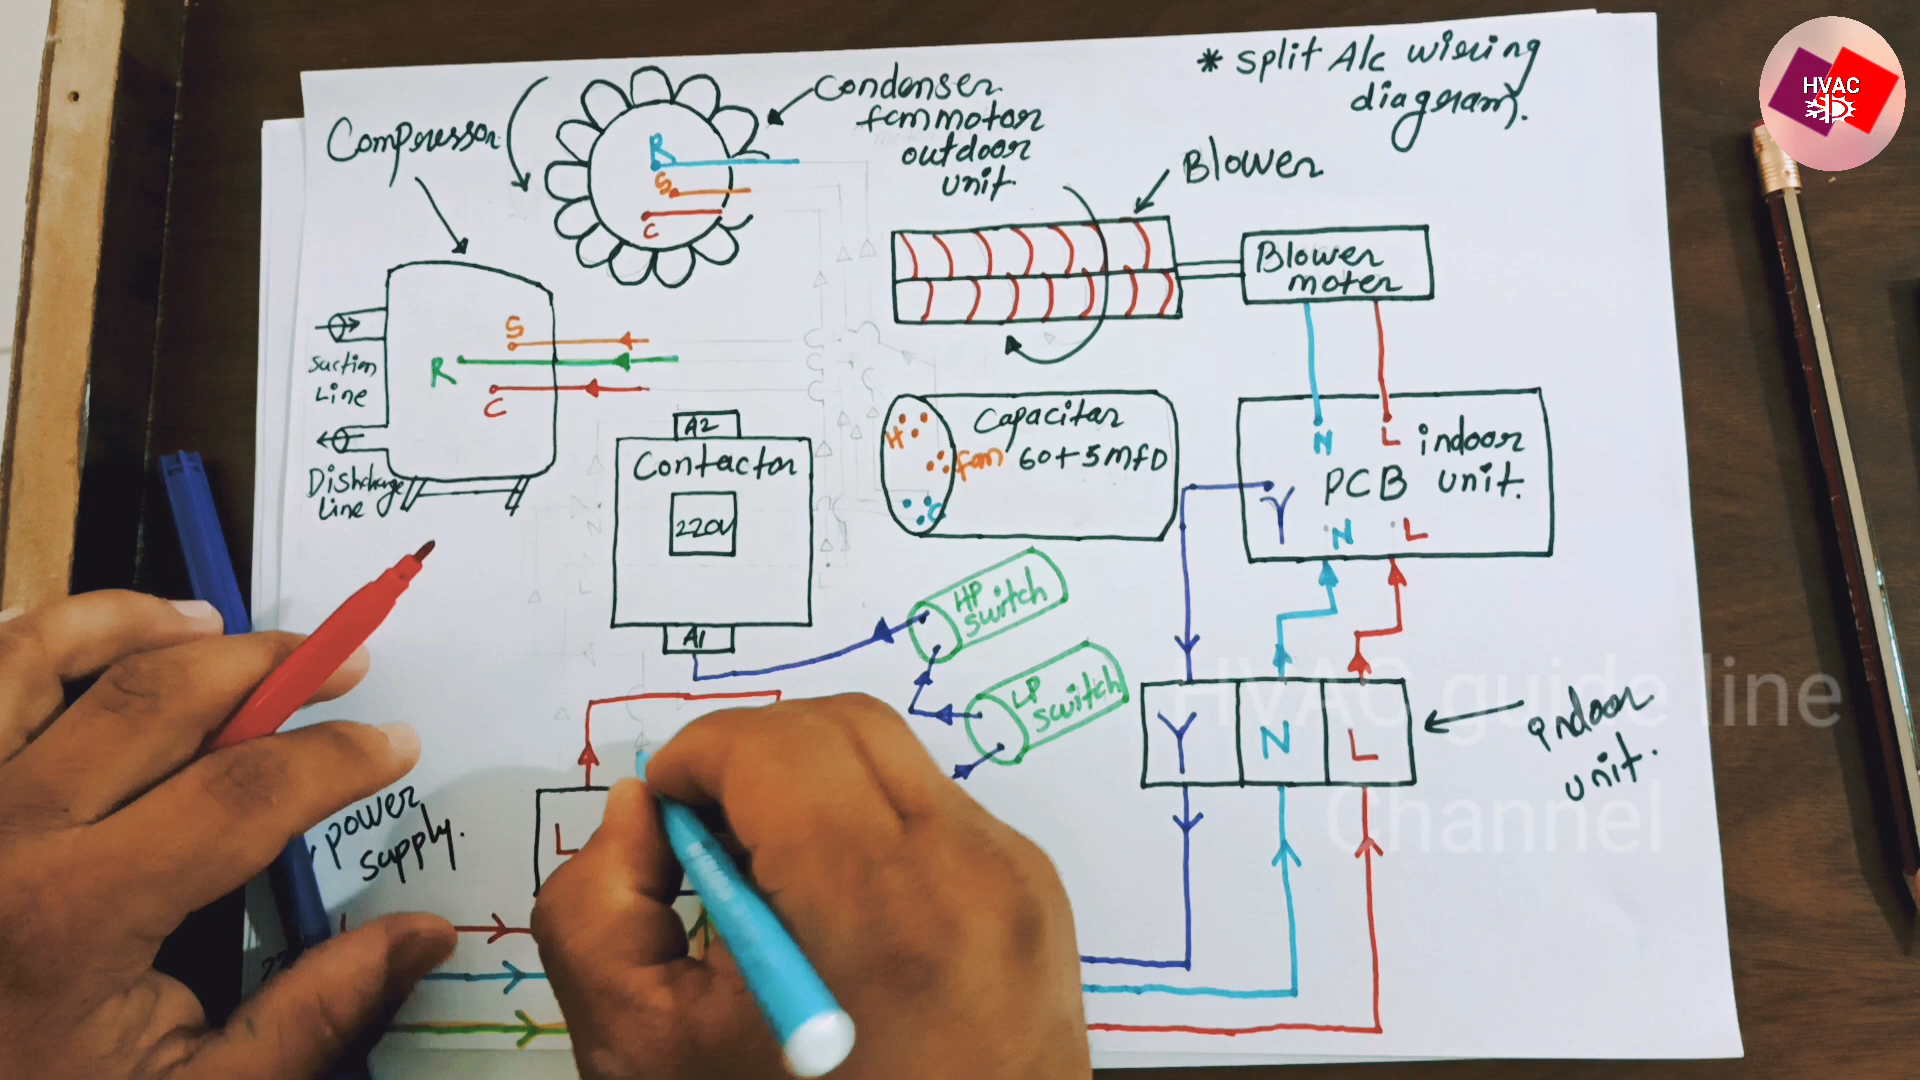 * split A/c wiring
diagram.
HVAC
Compressor
Condenser
fan motor
outdoor
unit.
R
S
C
Blower
Blower
moter
S
R
C
Suction
Line
Dishcharge
Line
A2
Contactor
220V
A1
Capacitar
60+5mfD
H
fan
C
N
L
indoor
unit.
PCB
Y
N
L
HP
switch
LP
switch
HVAC guide line
Channel
Y
N
L
indoor
unit.
power
supply.
L